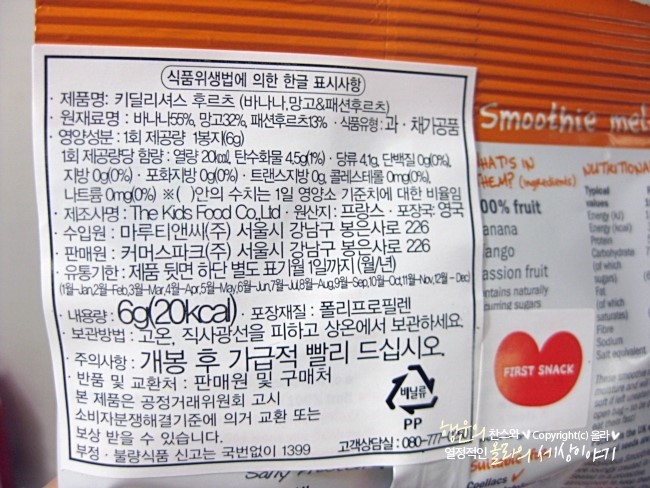 식품위생법에 의한 한글 표시사항
· 제품명: 키딜리셔스 후르츠 (바나나,망고&패션후르츠)
· 원재료명 : 바나나55%, 망고32%, 패션후르츠13% · 식품유형 : 과 · 채가공품
· 영양성분 : 1회 제공량 1봉지(6g)
1회 제공량당 함량 : 열량 20kcal, 탄수화물 4.5g(1%) · 당류 4.1g, 단백질 0g(0%),
지방 0g(0%) · 포화지방 0g(0%) · 트랜스지방 0g, 콜레스테롤 0mg(0%),
나트륨 0mg(0%) ※( )안의 수치는 1일 영양소 기준치에 대한 비율임
· 제조사명 : The Kids Food Co.,Ltd · 원산지 : 프랑스 · 포장국: 영국
· 수입원 : 마루티앤씨(주) 서울시 강남구 봉은사로 226
· 판매원 : 커머스파크(주) 서울시 강남구 봉은사로 226
· 유통기한 : 제품 뒷면 하단 별도 표기월 1일까지 (월/년)
(1월-Jan,2월-Feb,3월-Mar,4월-Apr,5월-May,6월-Jun,7월-Jul,8월-Aug,9월-Sep,10월-Oct,11월-Nov,12월-Dec)
· 내용량 : 6g(20kcal) · 포장재질 : 폴리프로필렌
· 보관방법 : 고온, 직사광선을 피하고 상온에서 보관하세요.
· 주의사항 : 개봉 후 가급적 빨리 드십시오.
· 반품 및 교환처 : 판매원 및 구매처
본 제품은 공정거래위원회 고시
소비자분쟁해결기준에 의거 교환 또는
보상 받을 수 있습니다.
부정 · 불량식품 신고는 국번없이 1399
비닐류
PP
고객상담실 : 080-777-
Smoothie mel
WHAT'S IN
THEM? (Ingredients)
100% fruit
anana
ango
assion fruit
ontains naturally
curring sugars
NUTRITIONA
Typical
values
Energy (kJ)
Energy (kcal)
Protein
Carbohydrate
(of which
sugars)
Fat
(of which
saturates)
Fibre
Sodium
Salt equivalent
FIRST SNACK
행운의 찬스와 Copyright(c) 올라
열정적인 올라의 세상이야기
Suitable fo
Coeliacs